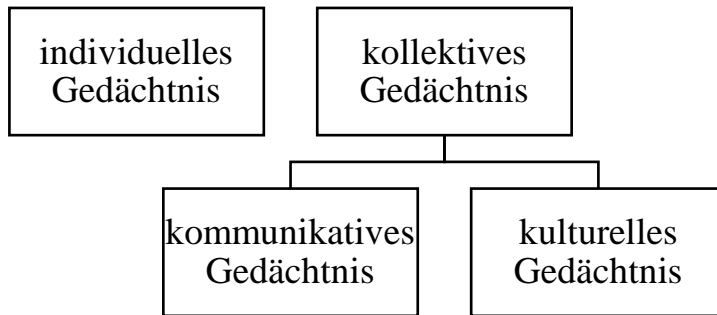 individuelles
Gedächtnis
kollektives
Gedächtnis
kommunikatives
Gedächtnis
kulturelles
Gedächtnis